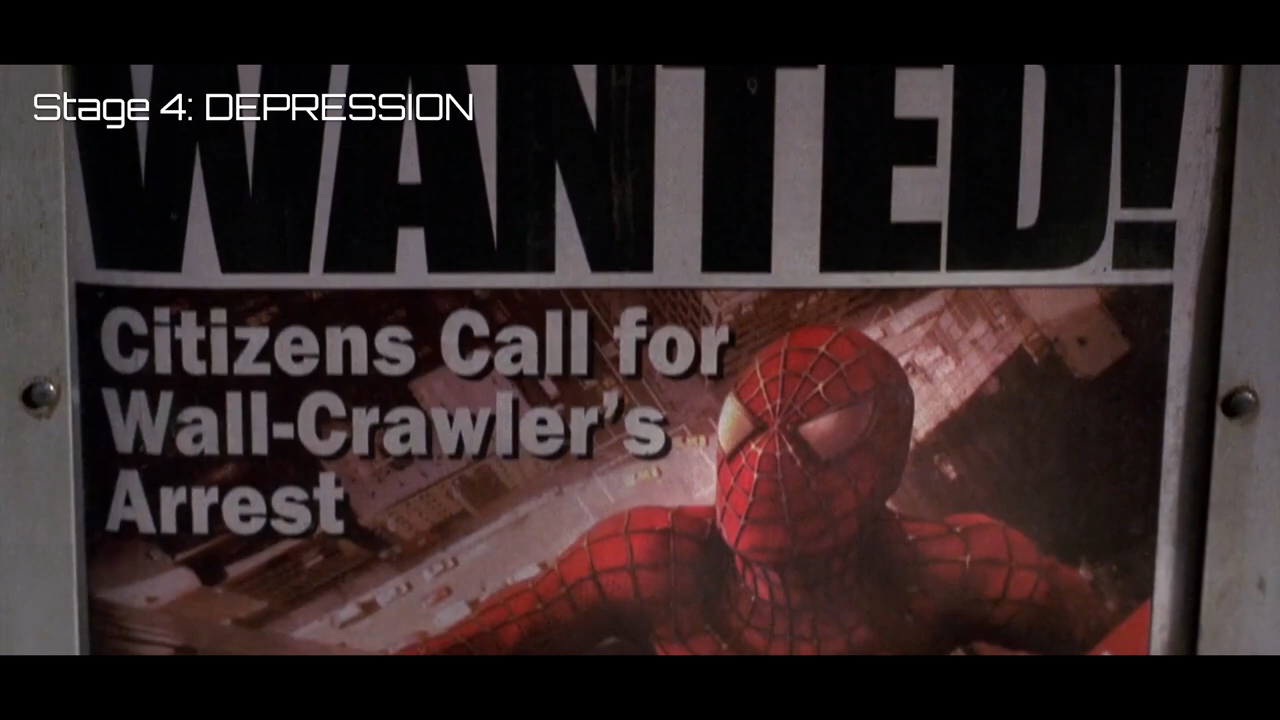 WANTED!
Stage 4: DEPRESSION
Citizens Call for
Wall-Crawler's
Arrest